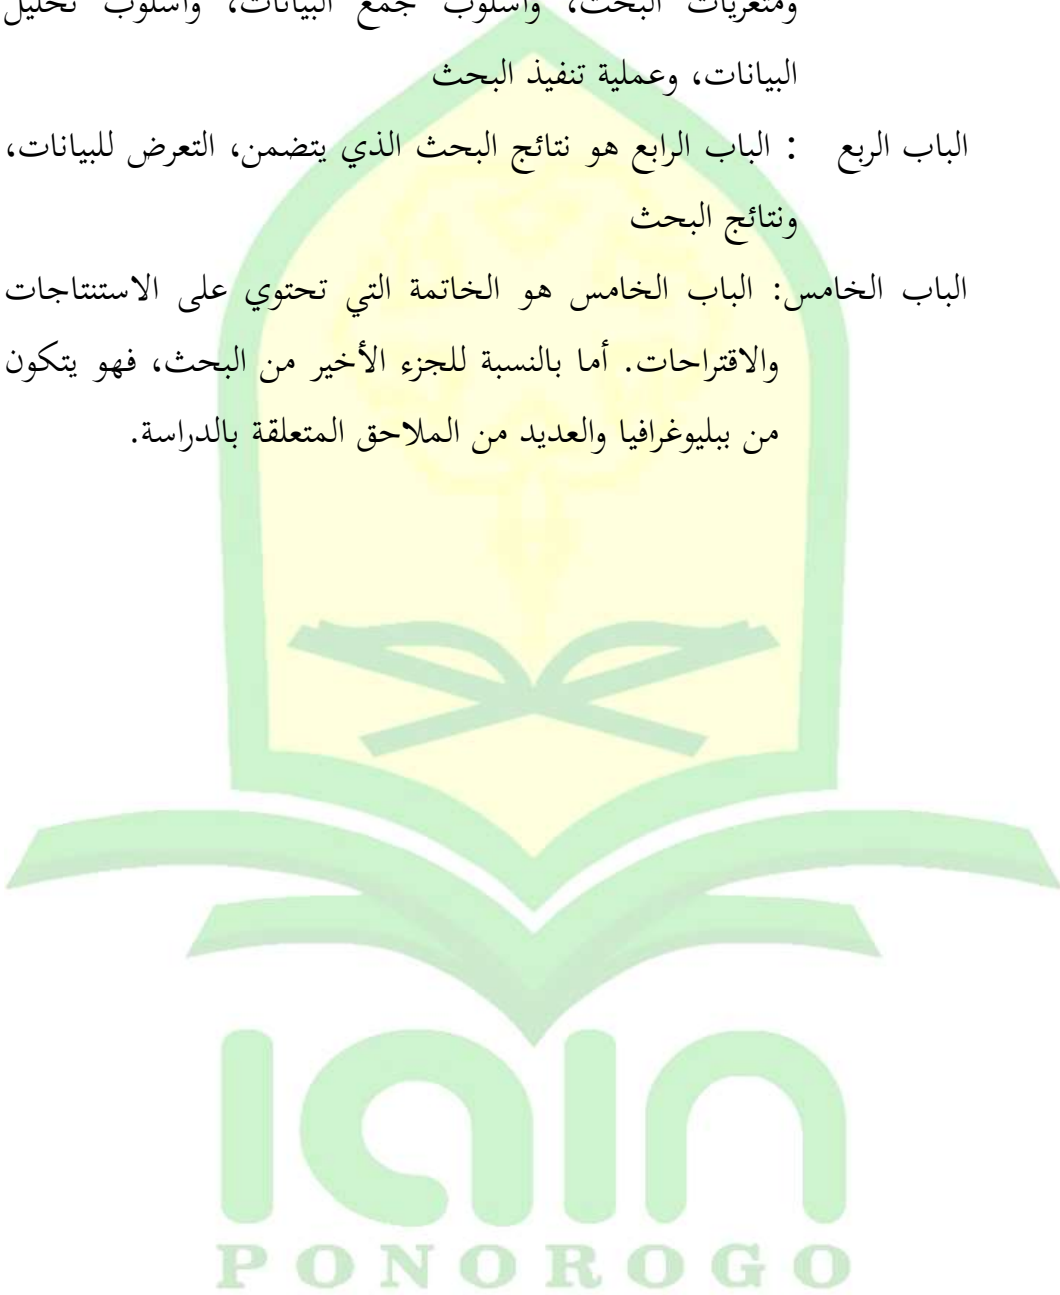 ومتغريات البحث، وأسلوب جمع البيانات، وأسلوب تحليل
البيانات، وعملية تنفيذ البحث
الباب الربع : الباب الرابع هو نتائج البحث الذي يتضمن، التعرض للبيانات،
ونتائج البحث
الباب الخامس: الباب الخامس هو الخاتمة التي تحتوي على الاستنتاجات
والاقتراحات. أما بالنسبة للجزء الأخير من البحث، فهو يتكون
من ببليوغرافيا والعديد من الملاحق المتعلقة بالدراسة.
iain
PONOROGO